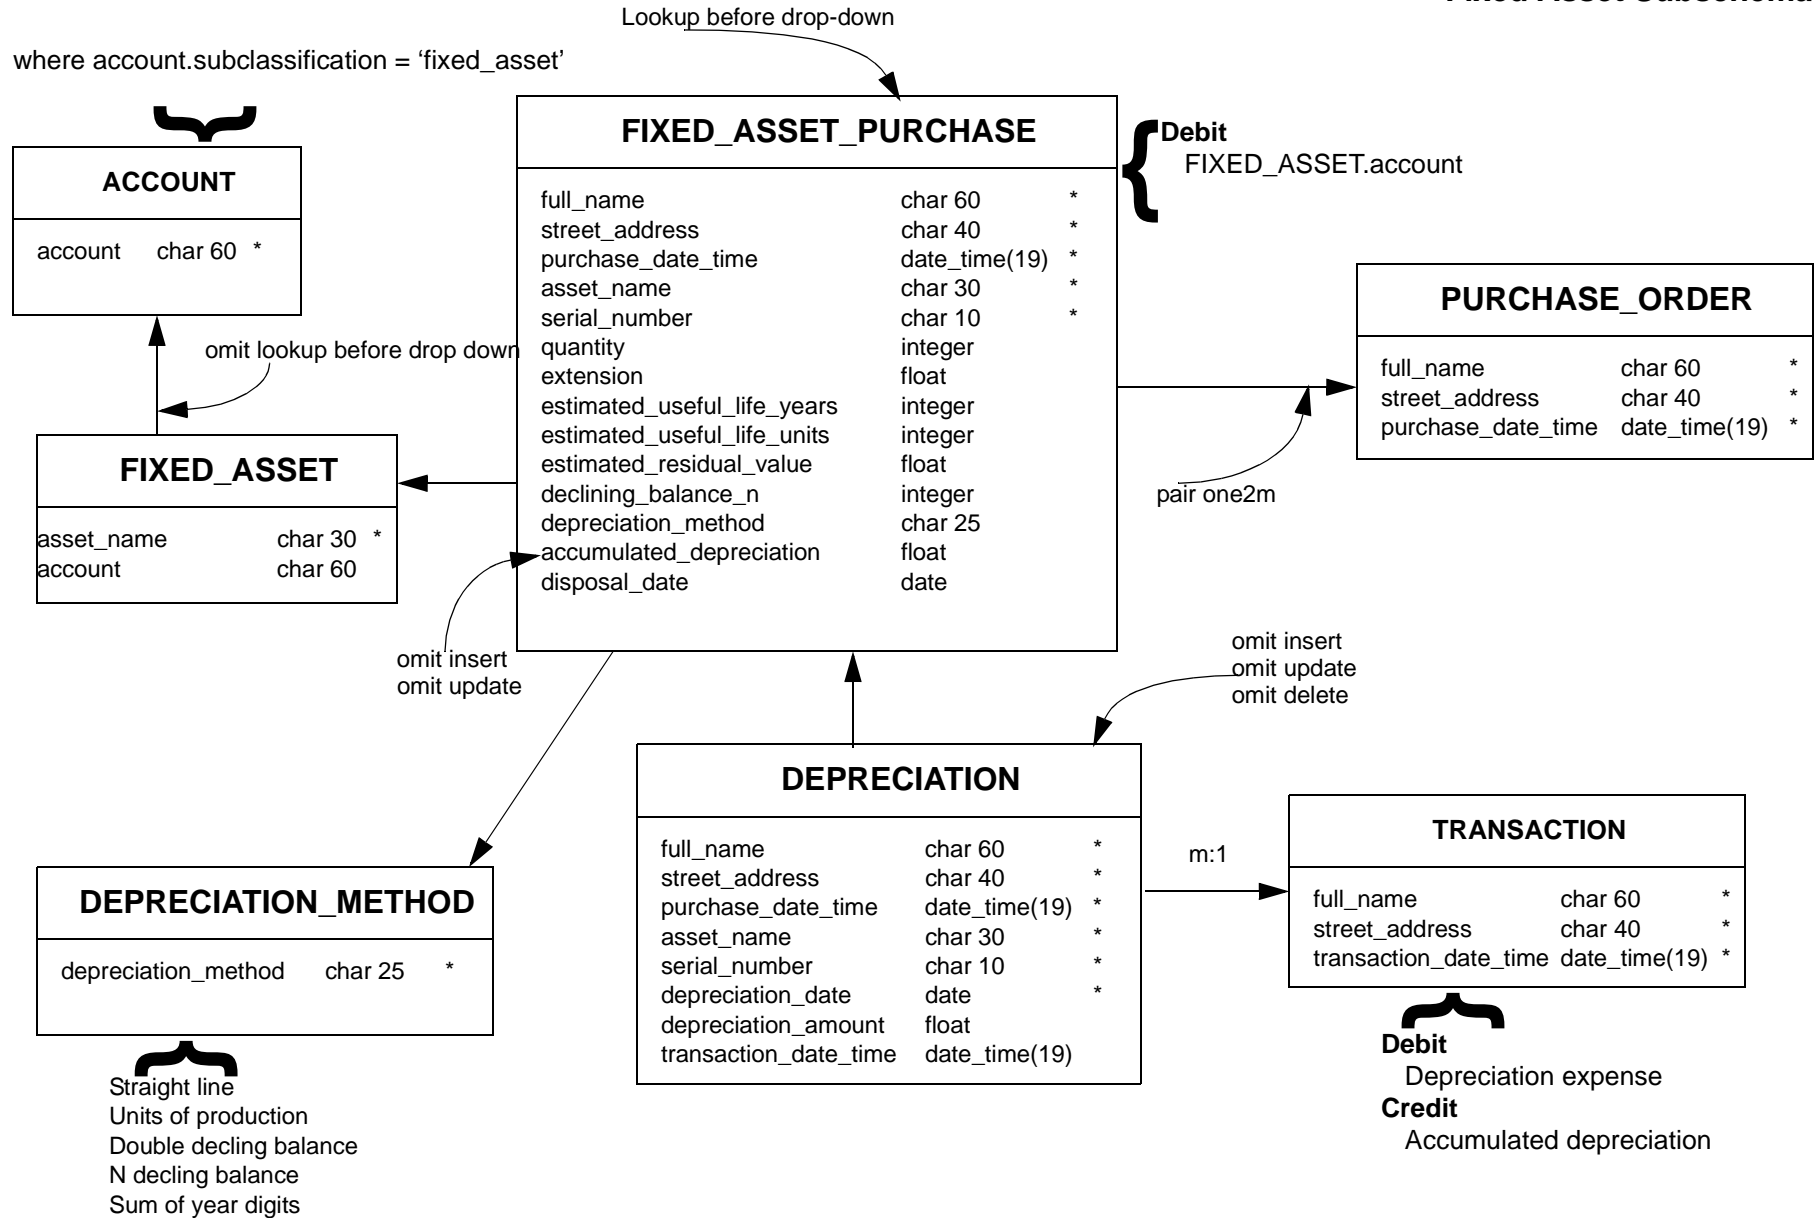 Fixed Asset Subschema
Lookup before drop-down
where account.subclassification = ‘fixed_asset’
ACCOUNT
account char 60 *
omit lookup before drop down
FIXED_ASSET
asset_name char 30 *
account char 60
FIXED_ASSET_PURCHASE
full_name char 60 *
street_address char 40 *
purchase_date_time date_time(19) *
asset_name char 30 *
serial_number char 10 *
quantity integer
extension float
estimated_useful_life_years integer
estimated_useful_life_units integer
estimated_residual_value float
declining_balance_n integer
depreciation_method char 25
accumulated_depreciation float
disposal_date date
Debit
FIXED_ASSET.account
PURCHASE_ORDER
full_name char 60 *
street_address char 40 *
purchase_date_time date_time(19) *
pair one2m
omit insert
omit update
omit insert
omit update
omit delete
DEPRECIATION_METHOD
depreciation_method char 25 *
Straight line
Units of production
Double decling balance
N decling balance
Sum of year digits
DEPRECIATION
full_name char 60 *
street_address char 40 *
purchase_date_time date_time(19) *
asset_name char 30 *
serial_number char 10 *
depreciation_date date *
depreciation_amount float
transaction_date_time date_time(19)
m:1
TRANSACTION
full_name char 60 *
street_address char 40 *
transaction_date_time date_time(19) *
Debit
Depreciation expense
Credit
Accumulated depreciation